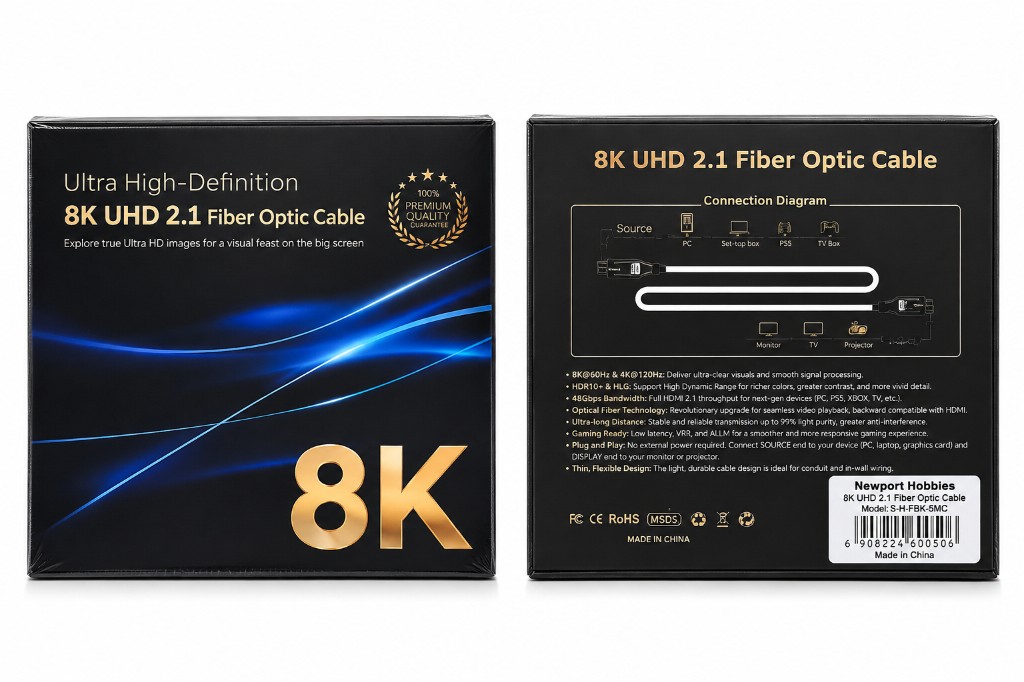 Ultra High-Definition
8K UHD 2.1 Fiber Optic Cable
Explore true Ultra HD images for a visual feast on the big screen
100%
PREMIUM
QUALITY
GUARANTEE
8K
8K UHD 2.1 Fiber Optic Cable
Connection Diagram
Source
PC
Set-top box
PS5
TV Box
Monitor
TV
Projector
• 8K@60Hz & 4K@120Hz: Deliver ultra-clear visuals and smooth signal processing.
• HDR10+ & HLG: Support High Dynamic Range for richer colors, greater contrast, and more vivid detail.
• 48Gbps Bandwidth: Full HDMI 2.1 throughput for next-gen devices (PC, PS5, XBOX, TV, etc.).
• Optical Fiber Technology: Revolutionary upgrade for seamless video playback, backward compatible with HDMI.
• Ultra-long Distance: Stable and reliable transmission up to 99% light purity, greater anti-interference.
• Gaming Ready: Low latency, VRR, and ALLM for a smoother and more responsive gaming experience.
• Plug and Play: No external power required. Connect SOURCE end to your device (PC, laptop, graphics card) and
DISPLAY end to your monitor or projector.
• Thin, Flexible Design: The light, durable cable design is ideal for conduit and in-wall wiring.
FC CE RoHS MSDS
MADE IN CHINA
Newport Hobbies
8K UHD 2.1 Fiber Optic Cable
Model: S-H-FBK-5MC
6 908224 600506
Made in China